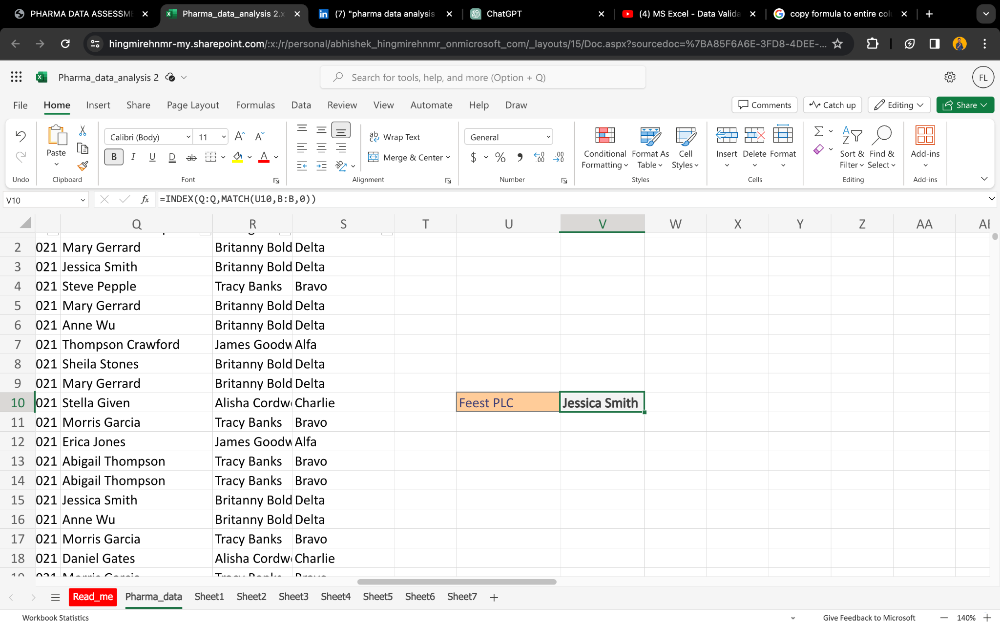 PHARMA DATA ASSESSME
Pharma_data_analysis 2.x
(7) "pharma data analysis
ChatGPT
(4) MS Excel - Data Valida
copy formula to entire col
hingmirehnmr-my.sharepoint.com/:x:/r/personal/abhishek_hingmirehnmr_onmicrosoft_com/_layouts/15/Doc.aspx?sourcedoc=%7BA85F6A6E-3FD8-4DEE-...
Pharma_data_analysis 2
Search for tools, help, and more (Option + Q)
FL
File Home Insert Share Page Layout Formulas Data Review View Automate Help Draw
Comments Catch up Editing Share
Paste Calibri (Body) 11 Wrap Text General
Merge & Center
Conditional Formatting
Format As Table
Cell Styles
Insert Delete Format
Sort & Filter
Find & Select
Add-ins
Undo Clipboard Font Alignment Number Styles Cells Editing Add-ins
V10 fx =INDEX(Q:Q,MATCH(U10,B:B,0))
Q R S T U V W X Y Z AA
2 021 Mary Gerrard Britanny Bold Delta
3 021 Jessica Smith Britanny Bold Delta
4 021 Steve Pepple Tracy Banks Bravo
5 021 Mary Gerrard Britanny Bold Delta
6 021 Anne Wu Britanny Bold Delta
7 021 Thompson Crawford James Goodw Alfa
8 021 Sheila Stones Britanny Bold Delta
9 021 Mary Gerrard Britanny Bold Delta
10 021 Stella Given Alisha Cordw Charlie Feest PLC Jessica Smith
11 021 Morris Garcia Tracy Banks Bravo
12 021 Erica Jones James Goodw Alfa
13 021 Abigail Thompson Tracy Banks Bravo
14 021 Abigail Thompson Tracy Banks Bravo
15 021 Jessica Smith Britanny Bold Delta
16 021 Anne Wu Britanny Bold Delta
17 021 Morris Garcia Tracy Banks Bravo
18 021 Daniel Gates Alisha Cordw Charlie
Read_me Pharma_data Sheet1 Sheet2 Sheet3 Sheet4 Sheet5 Sheet6 Sheet7
Workbook Statistics Give Feedback to Microsoft 140%